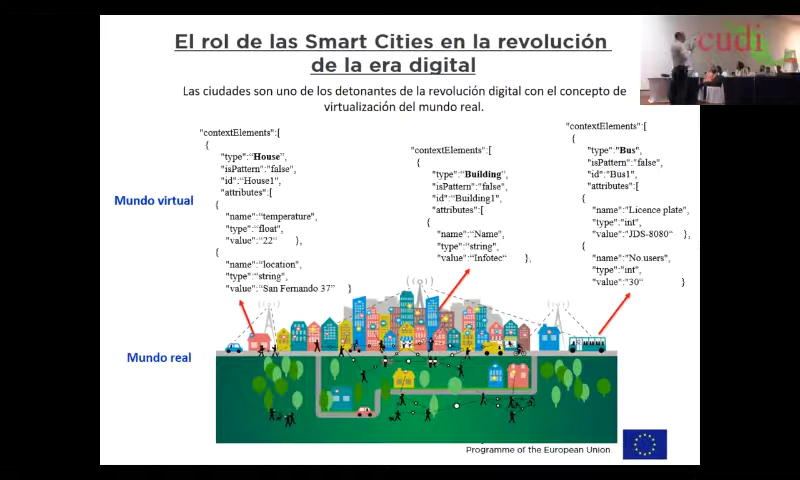 El rol de las Smart Cities en la revolución
de la era digital
cudi
Las ciudades son uno de los detonantes de la revolución digital con el concepto de
virtualización del mundo real.
Mundo virtual
"contextElements":[
{
"type":"House",
"isPattern":"false",
"id":"House1",
"attributes":[
{
"name":"temperature",
"type":"float",
"value":"22" },
{
"name":"location",
"type":"string",
"value":"San Fernando 37" }
"contextElements":[
{
"type":"Building",
"isPattern":"false",
"id":"Building1",
"attributes":[
{
"name":"Name",
"type":"string",
"value":"Infotec" },
"contextElements":[
{
"type":"Bus",
"isPattern":"false",
"id":"Bus1",
"attributes":[
{
"name":"Licence plate",
"type":"int",
"value":"JDS-8080" },
{
"name":"No.users",
"type":"int",
"value":"30" }
Mundo real
Programme of the European Union